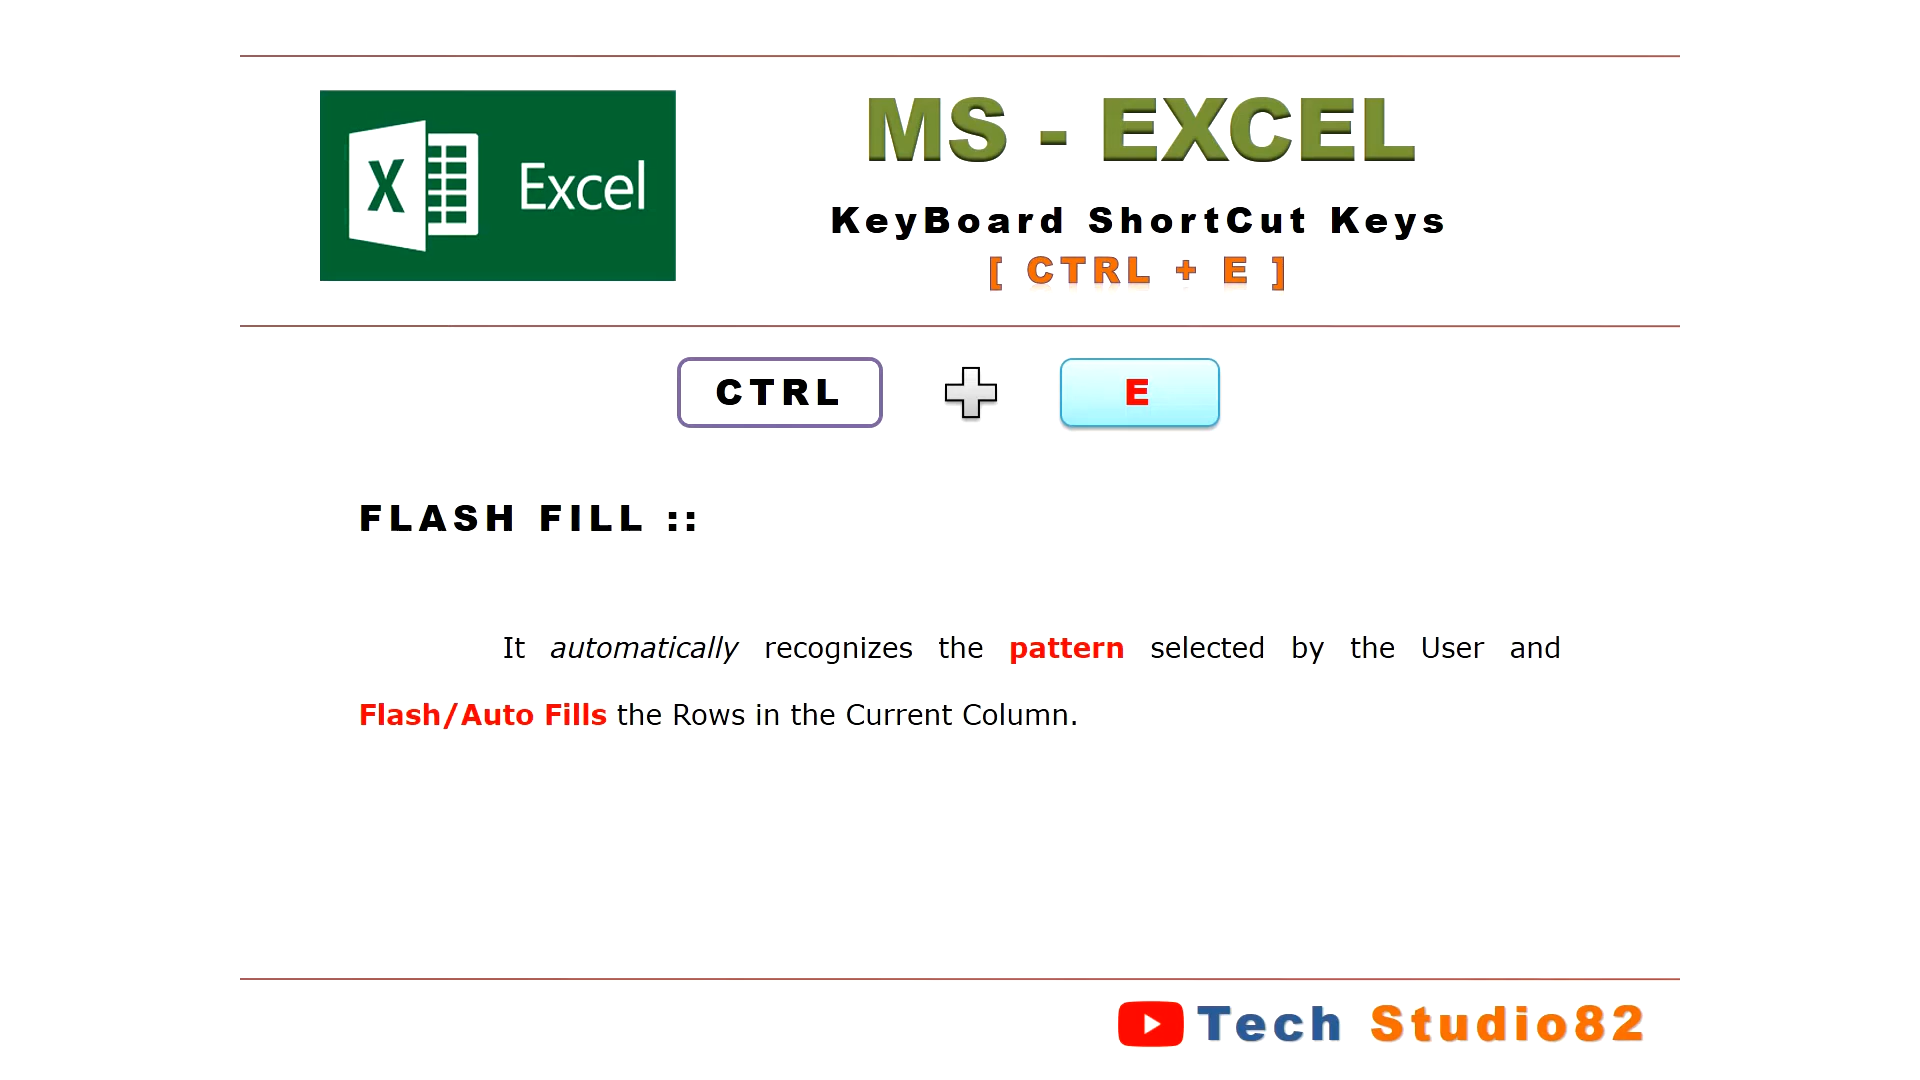 X Excel
MS - EXCEL
KeyBoard ShortCut Keys
[ CTRL + E ]
CTRL
E
FLASH FILL ::
It automatically recognizes the pattern selected by the User and
Flash/Auto Fills the Rows in the Current Column.
Tech Studio82